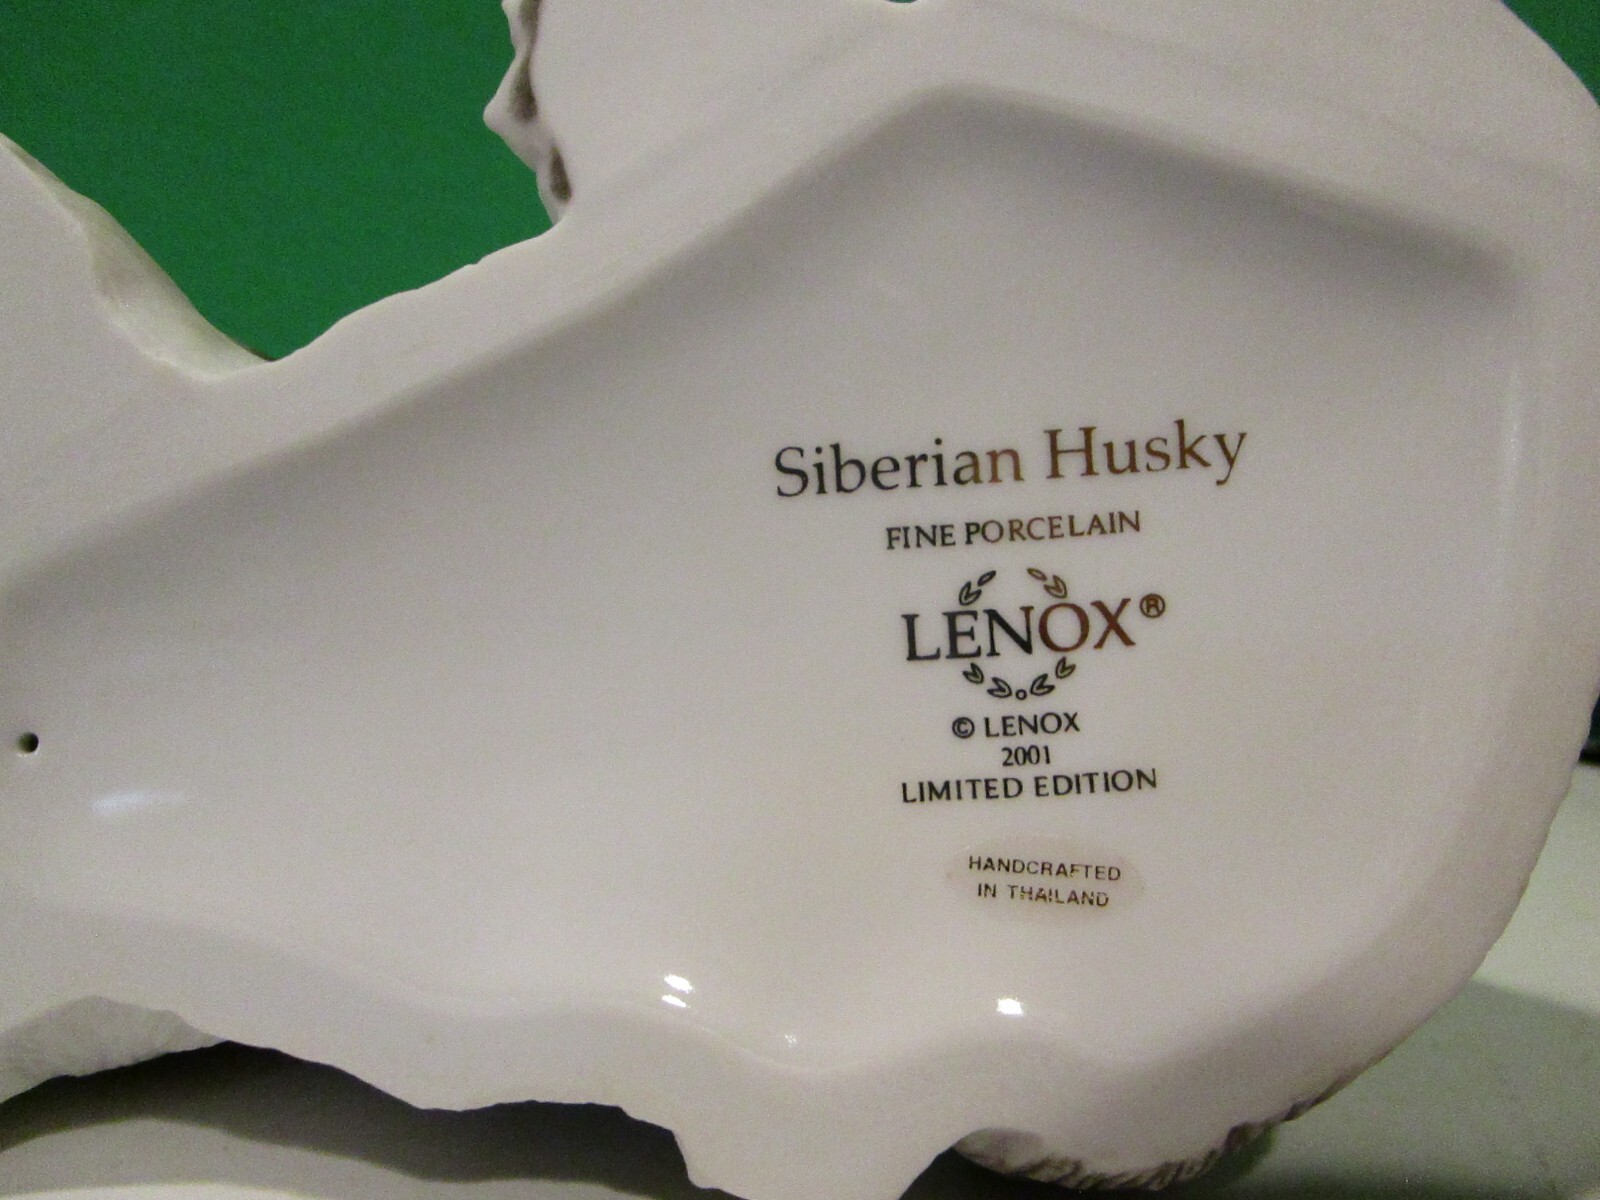 Siberian Husky
FINE PORCELAIN
LENOX®
© LENOX
2001
LIMITED EDITION
HANDCRAFTED
IN THAILAND